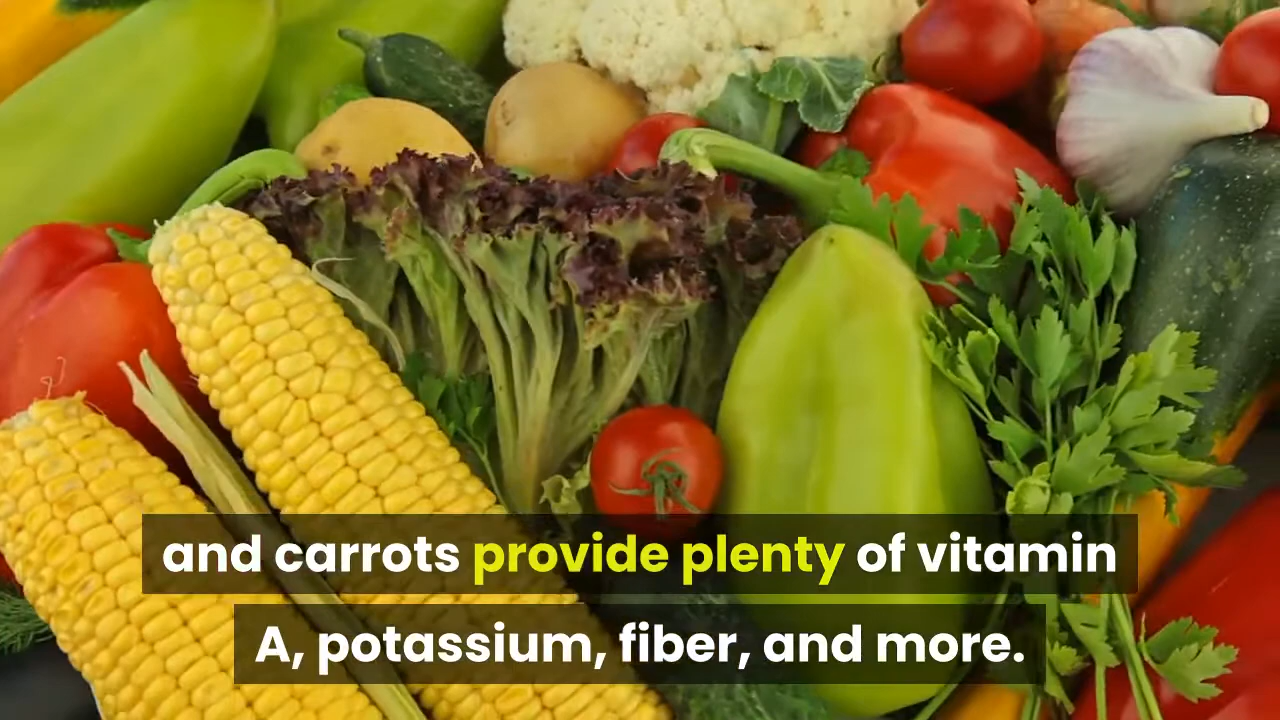 and carrots provide plenty of vitamin
A, potassium, fiber, and more.